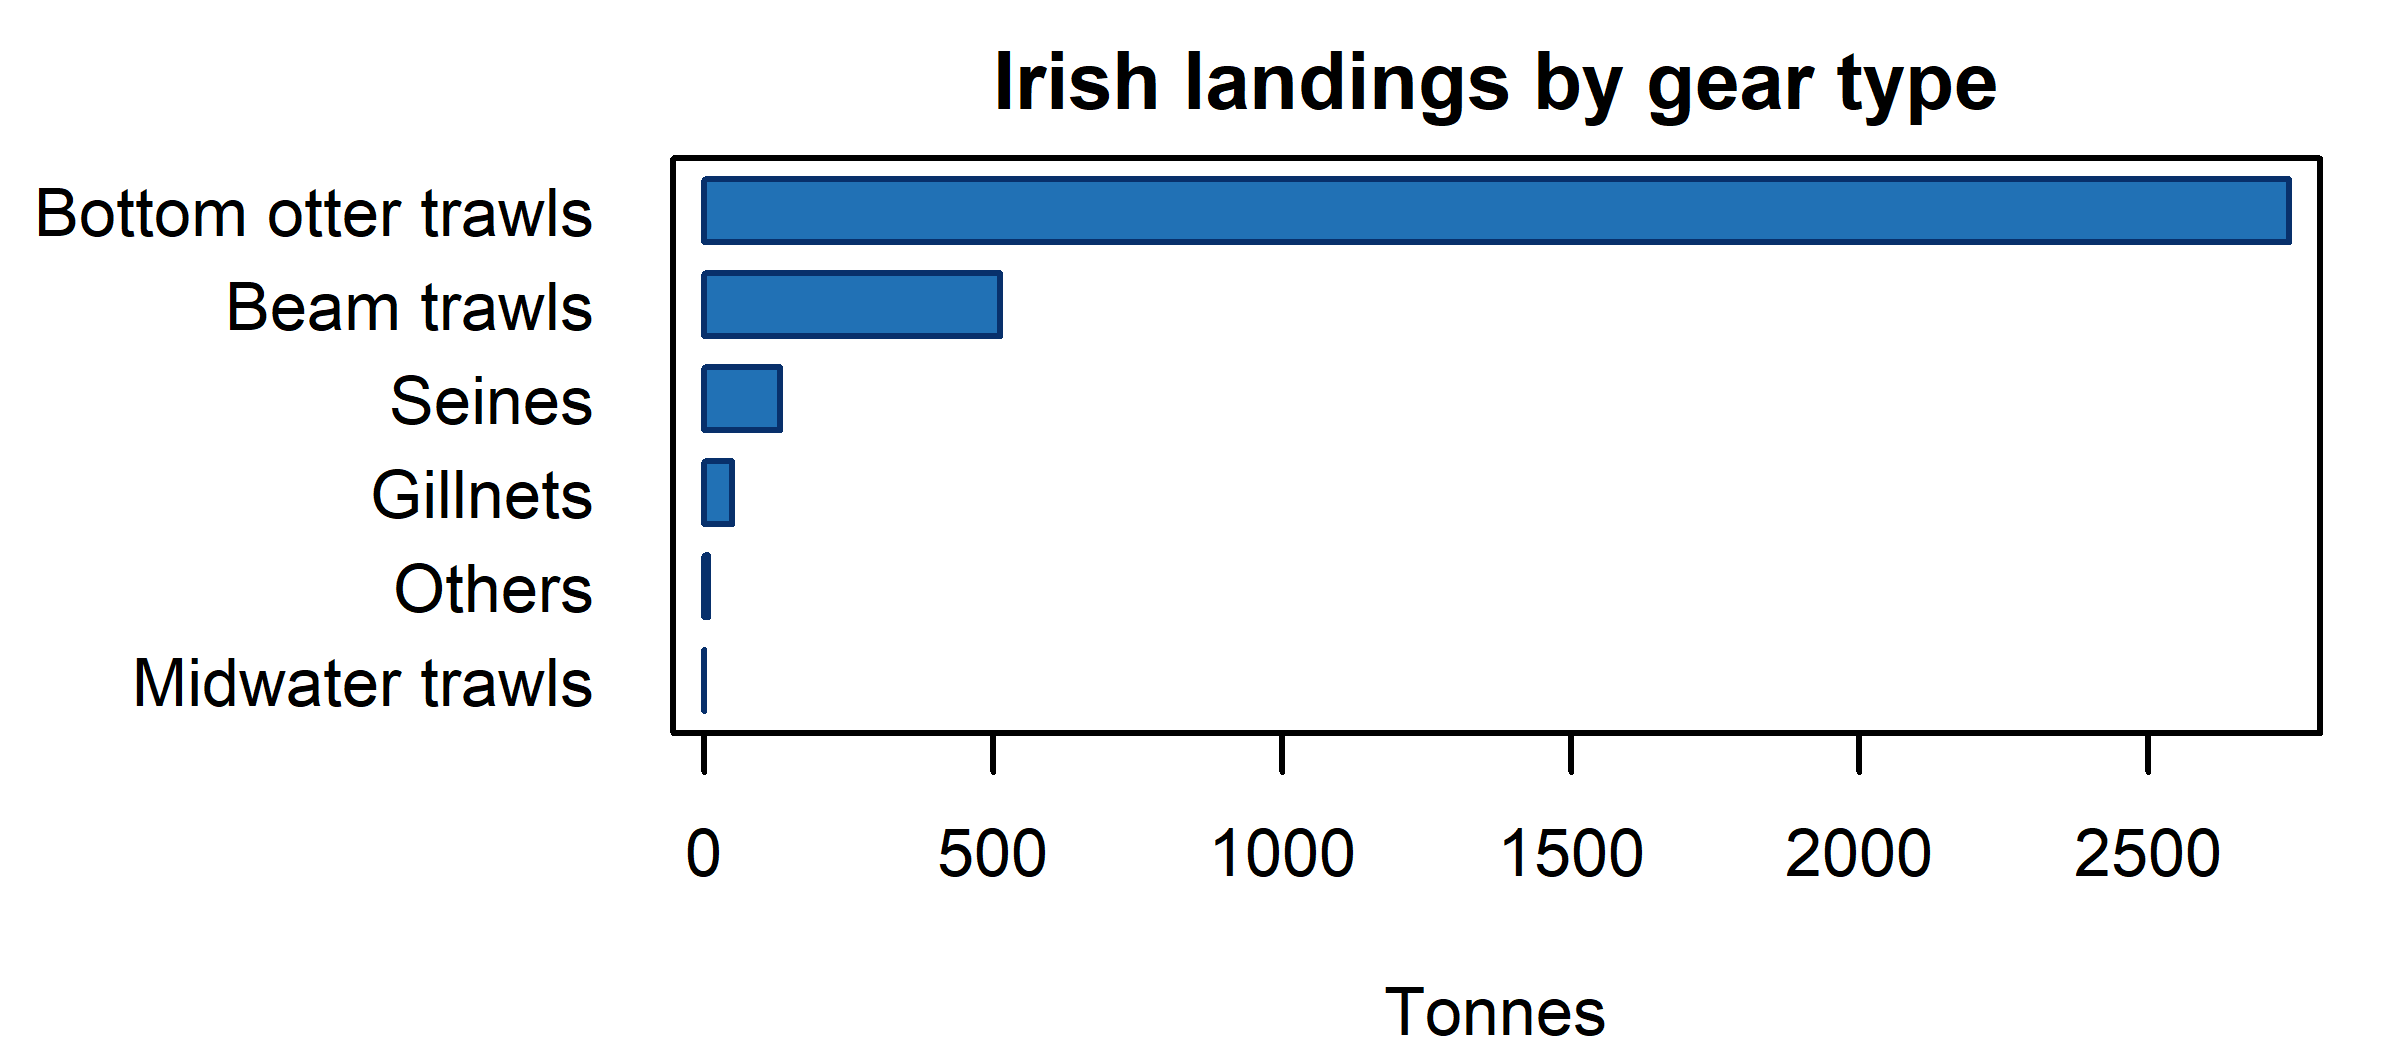 Irish landings by gear type
Bottom otter trawls
Beam trawls
Seines
Gillnets
Others
Midwater trawls
0 500 1000 1500 2000 2500
Tonnes